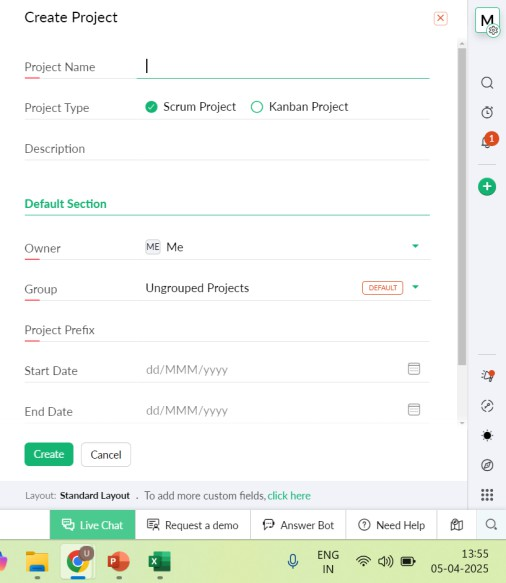 Create Project
M
Project Name
Project Type Scrum Project Kanban Project
Description
1
Default Section
Owner ME Me
Group Ungrouped Projects DEFAULT
Project Prefix
Start Date dd/MMM/yyyy
End Date dd/MMM/yyyy
Create Cancel
Layout: Standard Layout . To add more custom fields, click here
Live Chat Request a demo Answer Bot Need Help
U
ENG
IN
13:55
05-04-2025